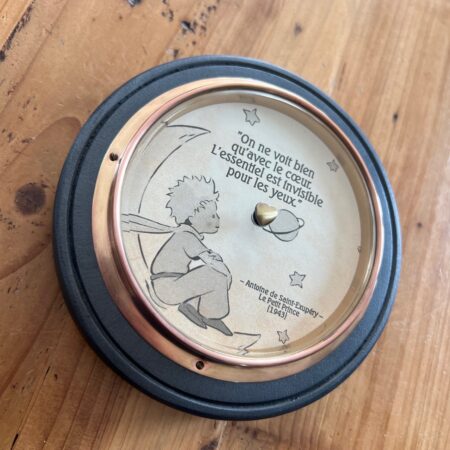 "On ne voit bien
qu'avec le cœur.
L'essentiel est invisible
pour les yeux."
- Antoine de Saint-Exupéry -
Le Petit Prince
(1943)